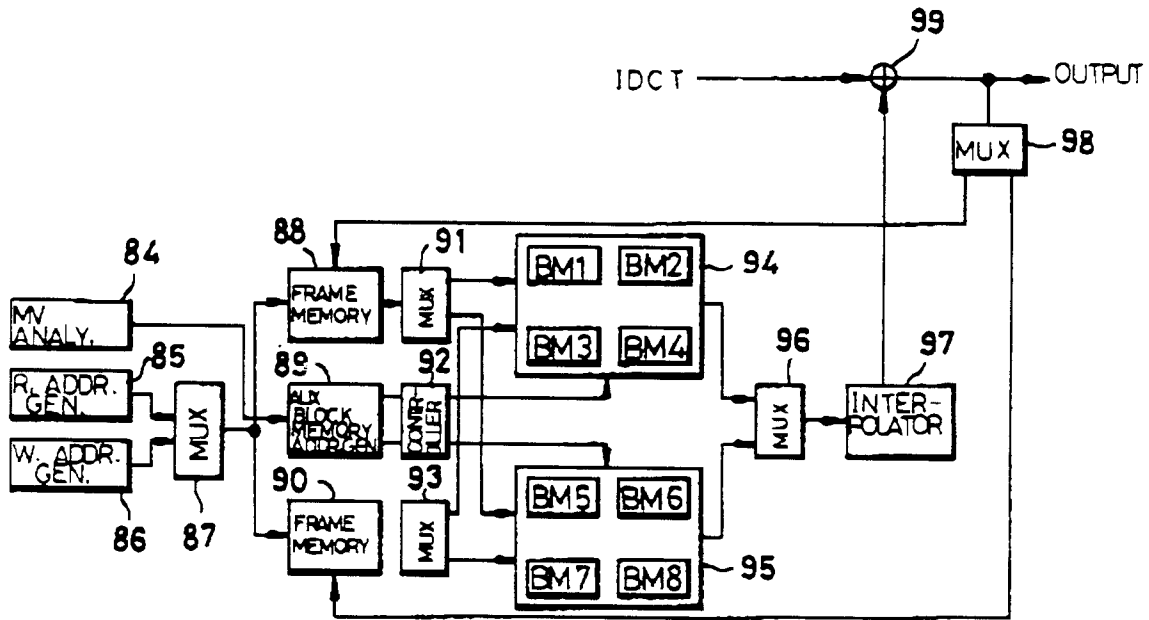 99
IDCT
OUTPUT
MUX
98
88
91
84
FRAME
MEMORY
MUX
BM1
BM2
94
MV
ANALY.
BM3
BM4
85
R. ADDR.
GEN.
89
92
96
97
AUX
BLOCK
MEMORY
ADDR.GEN
CONTR-
OLLER
MUX
INTER-
POLATOR
MUX
W. ADDR.
GEN.
90
93
86
87
FRAME
MEMORY
MUX
BM5
BM6
BM7
BM8
95